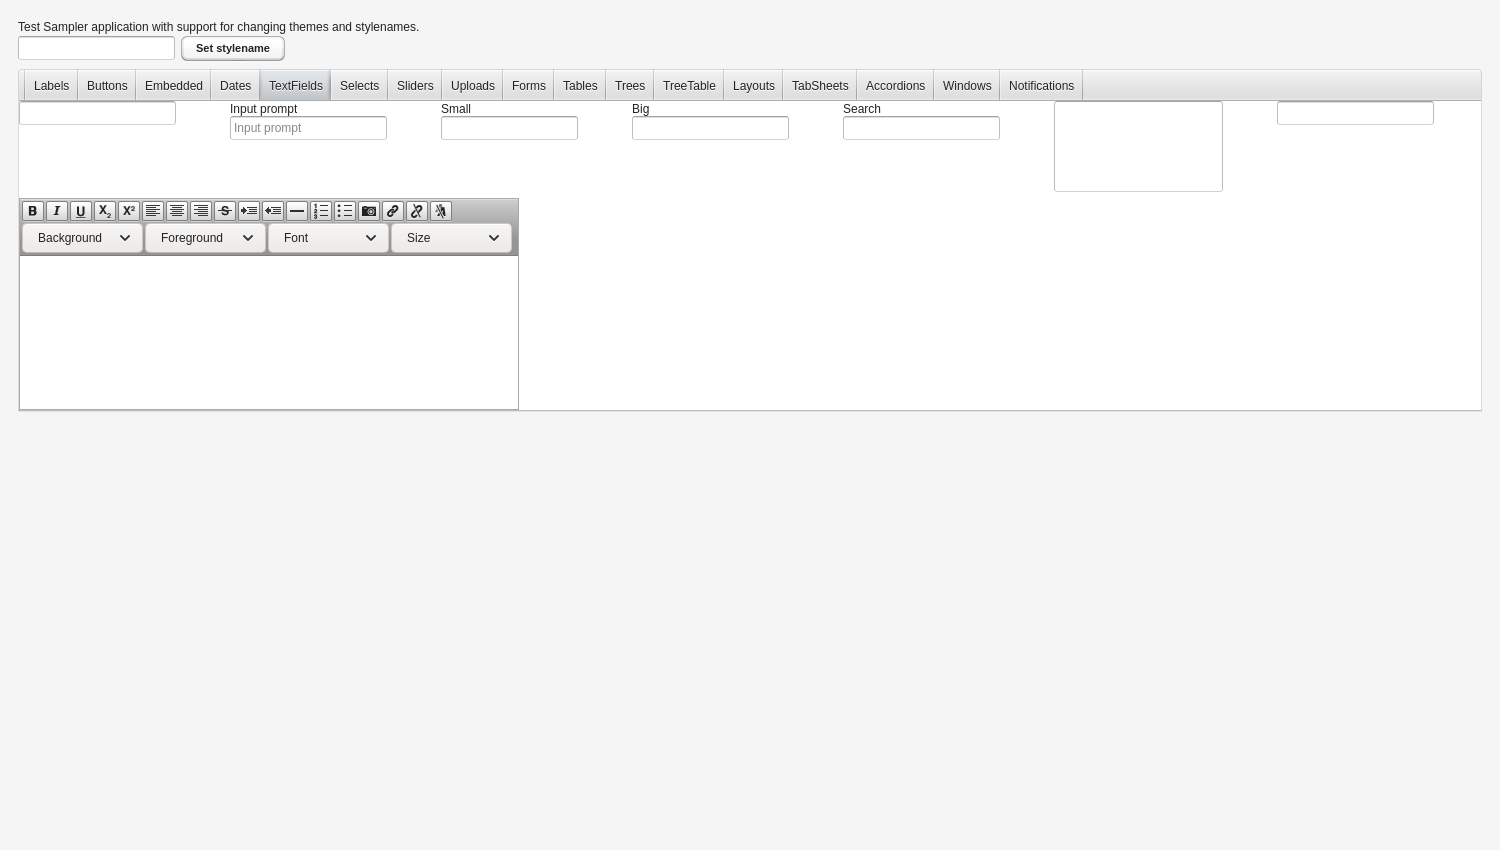 Test Sampler application with support for changing themes and stylenames.
Set stylename
Labels Buttons Embedded Dates TextFields Selects Sliders Uploads Forms Tables Trees TreeTable Layouts TabSheets Accordions Windows Notifications
Input prompt Small Big Search
Input prompt
B I U X2 X² S
Background Foreground Font Size